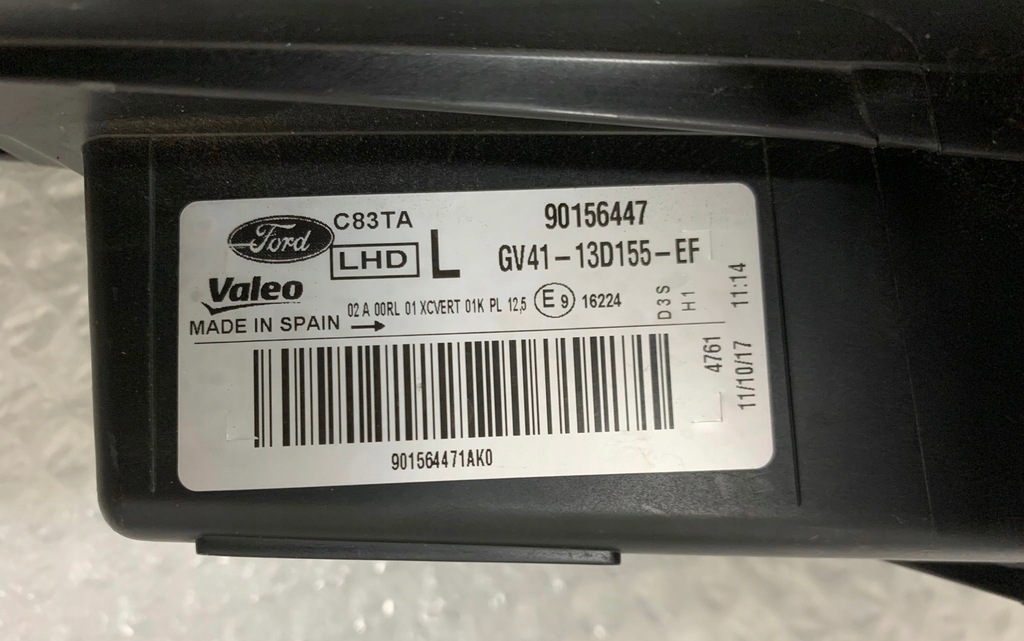 Ford C83TA 90156447
LHD L GV41-13D155-EF
Valeo 02 A 00RL 01 XCVERT 01K PL 12,5 E9 16224
MADE IN SPAIN
D3S
H1
4761
11/10/17 11:14
901564471AK0